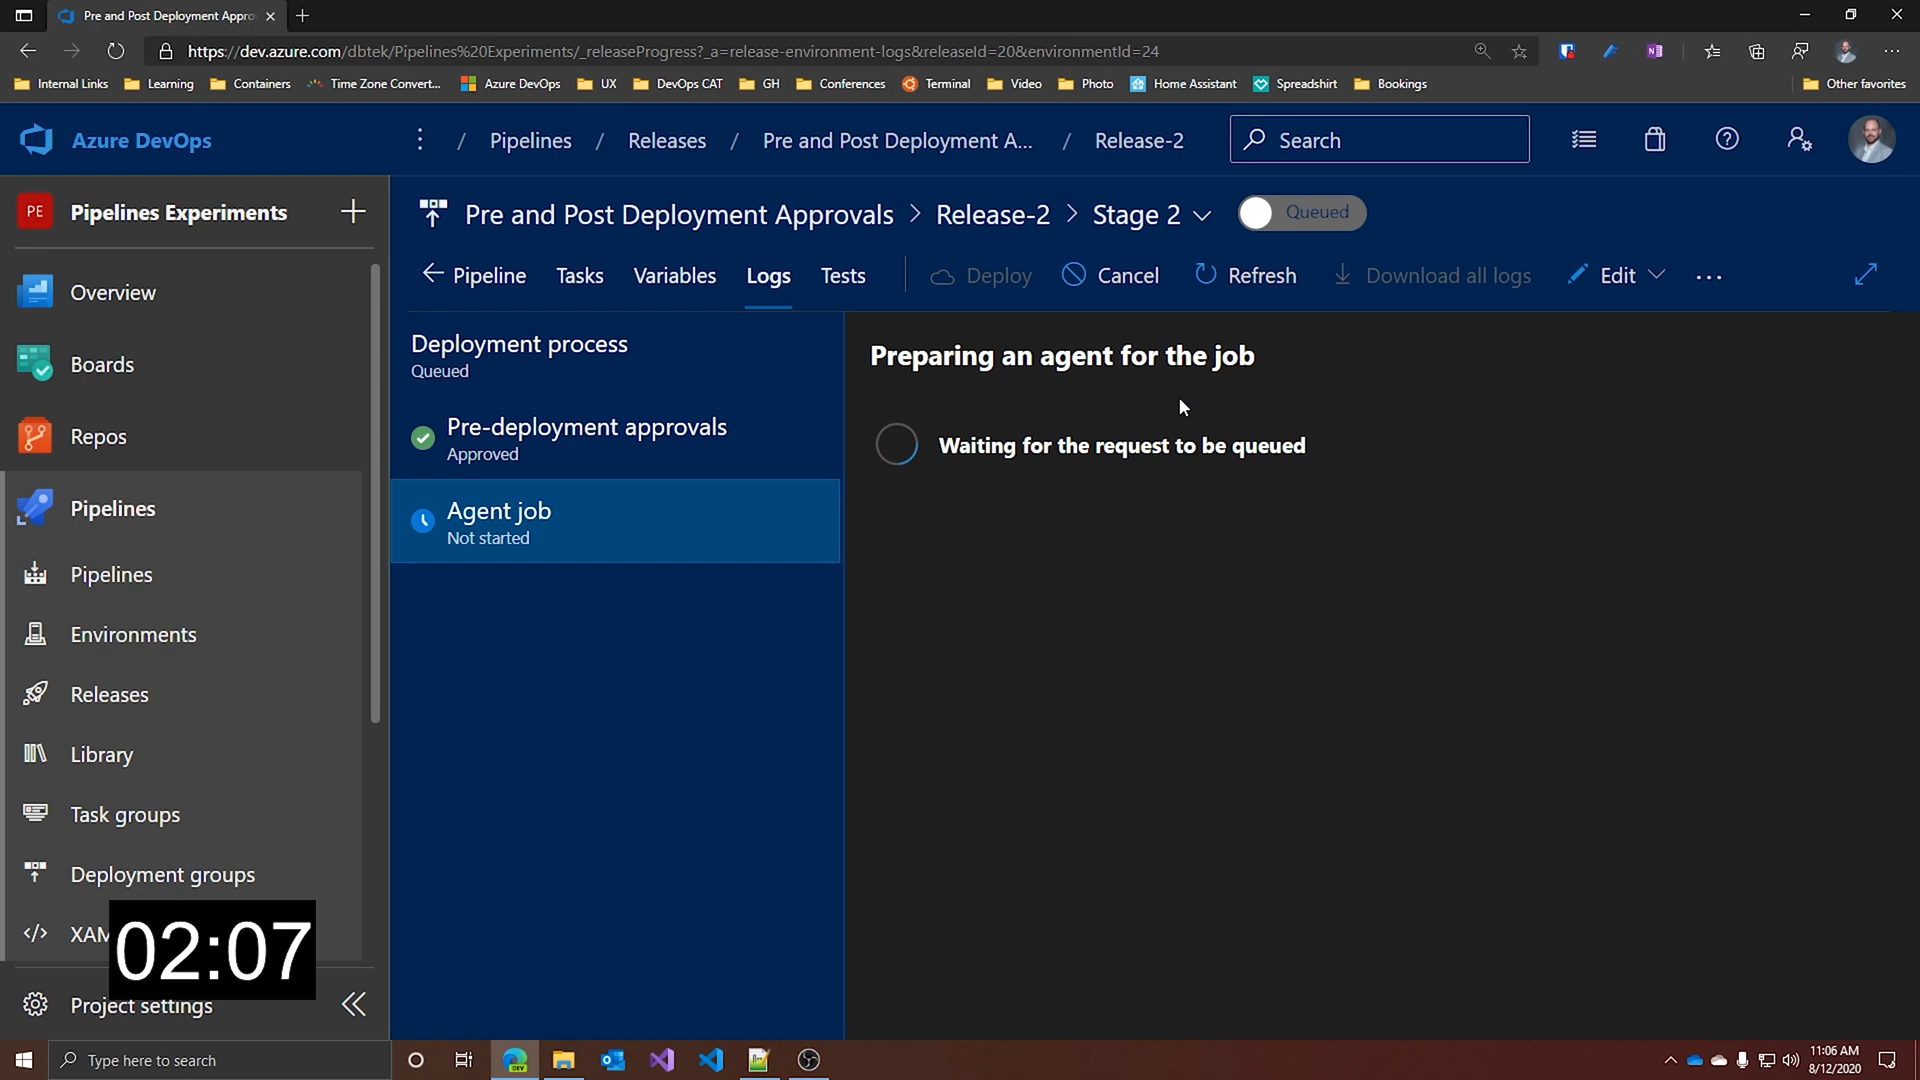 Pre and Post Deployment Appro
https://dev.azure.com/dbtek/Pipelines%20Experiments/_releaseProgress?_a=release-environment-logs&releaseId=20&environmentId=24
Internal Links
Learning
Containers
Time Zone Convert...
Azure DevOps
UX
DevOps CAT
GH
Conferences
Terminal
Video
Photo
Home Assistant
Spreadshirt
Bookings
Other favorites
Azure DevOps
/ Pipelines / Releases / Pre and Post Deployment A... / Release-2
Search
PE
Pipelines Experiments
Pre and Post Deployment Approvals > Release-2 > Stage 2
Queued
Pipeline
Tasks
Variables
Logs
Tests
Deploy
Cancel
Refresh
Download all logs
Edit
Overview
Boards
Repos
Pipelines
Pipelines
Environments
Releases
Library
Task groups
Deployment groups
XAM
02:07
Project settings
Deployment process
Queued
Pre-deployment approvals
Approved
Agent job
Not started
Preparing an agent for the job
Waiting for the request to be queued
Type here to search
DEV
11:06 AM
8/12/2020